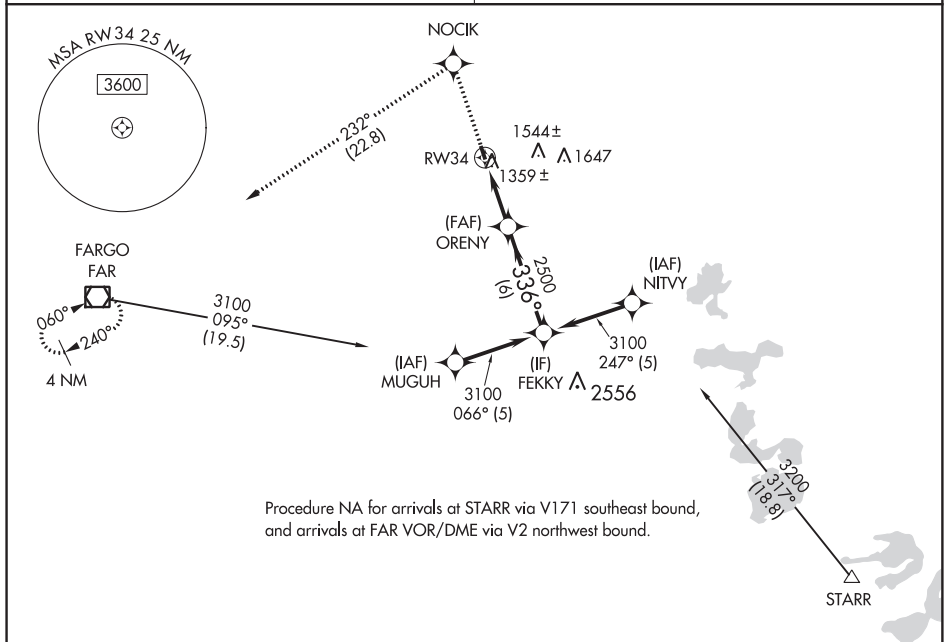 MSA RW34 25 NM
3600
NOCIK
232°
(22.8)
1544±
1647
RW34
1359±
(FAF)
ORENY
FARGO
FAR
2500
336°
(6)
(IAF)
NITVY
060°
240°
4 NM
3100
095°
(19.5)
(IAF)
MUGUH
(IF)
FEKKY
3100
247° (5)
2556
3100
066° (5)
3200
317°
(18.8)
Procedure NA for arrivals at STARR via V171 southeast bound,
and arrivals at FAR VOR/DME via V2 northwest bound.
STARR